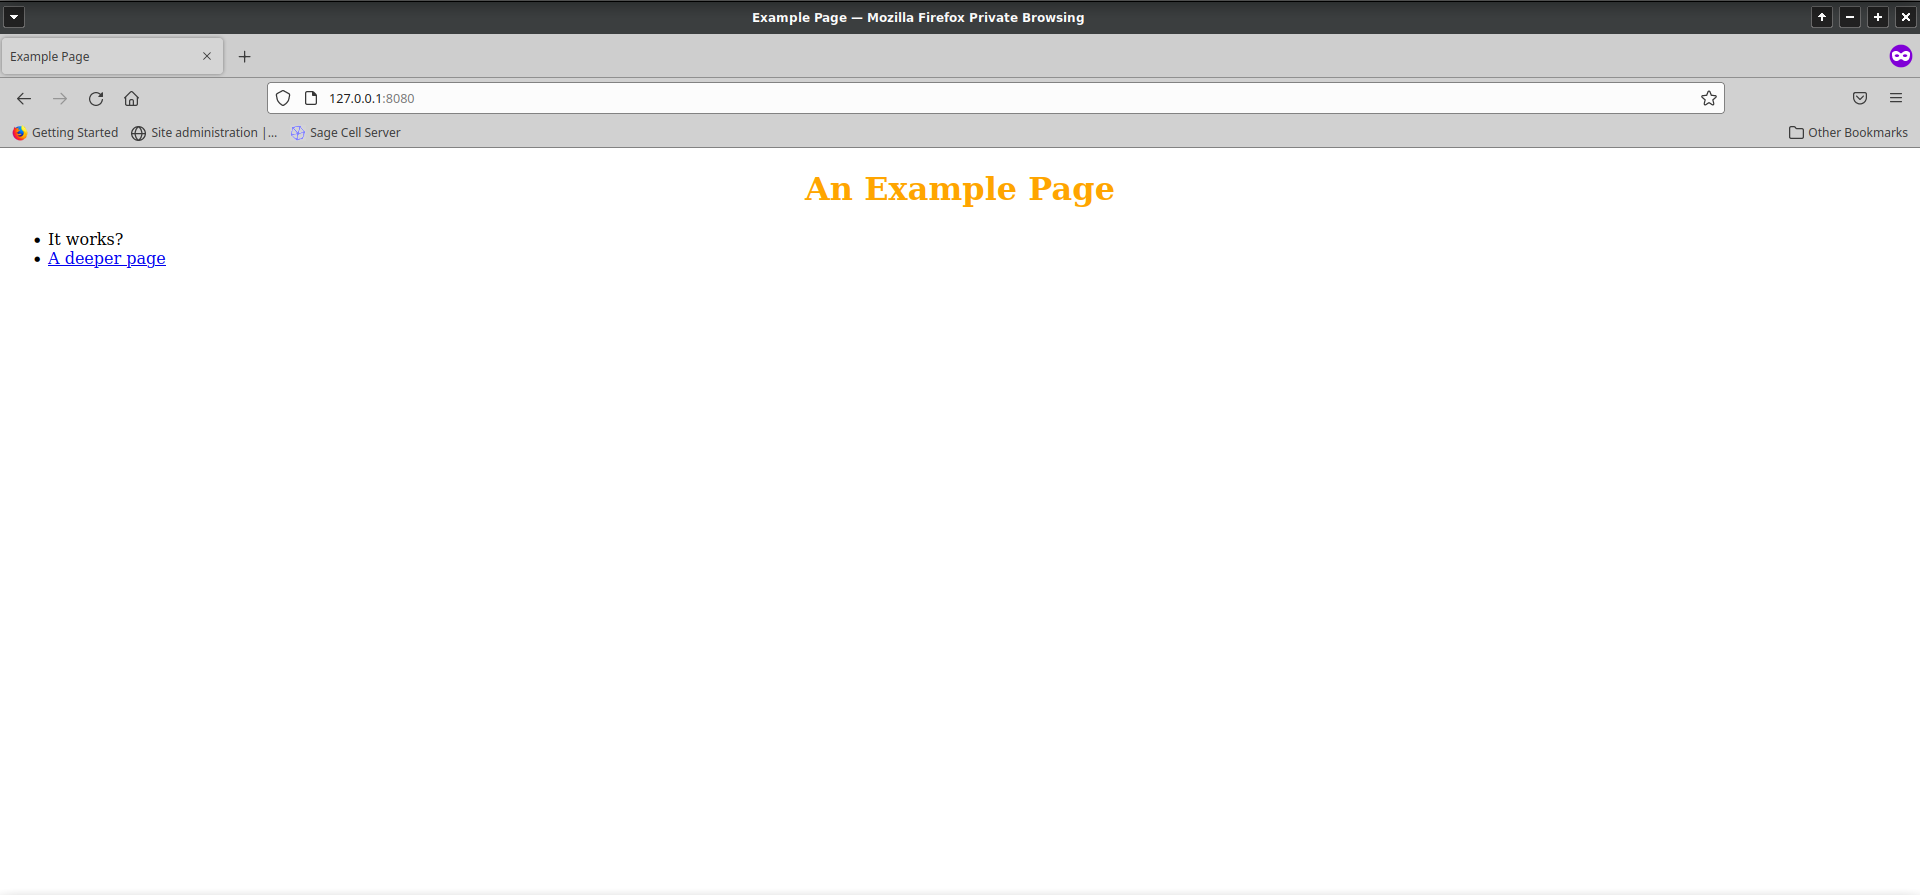 Example Page — Mozilla Firefox Private Browsing
Example Page
127.0.0.1:8080
Getting Started Site administration |... Sage Cell Server Other Bookmarks
An Example Page
• It works?
• A deeper page